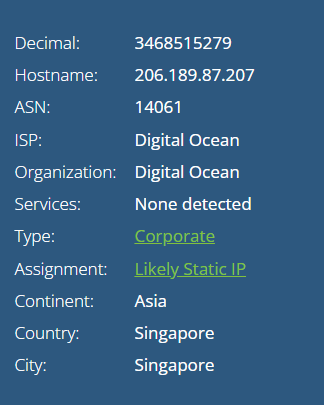 Decimal: 3468515279
Hostname: 206.189.87.207
ASN: 14061
ISP: Digital Ocean
Organization: Digital Ocean
Services: None detected
Type: Corporate
Assignment: Likely Static IP
Continent: Asia
Country: Singapore
City: Singapore